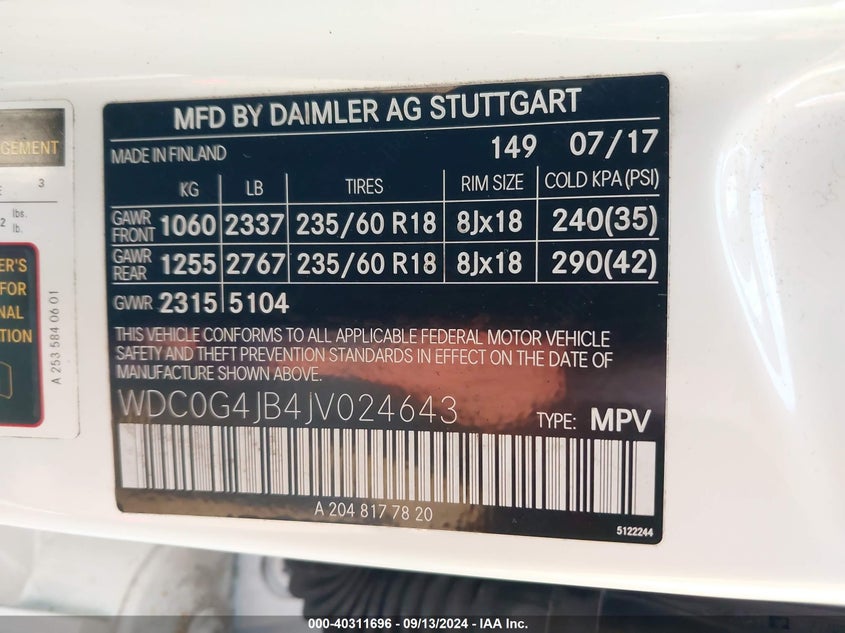 MFD BY DAIMLER AG STUTTGART
MADE IN FINLAND 149 07/17
KG LB TIRES RIM SIZE COLD KPA (PSI)
GAWR FRONT 1060 2337 235/60 R18 8Jx18 240(35)
GAWR REAR 1255 2767 235/60 R18 8Jx18 290(42)
GVWR 2315 5104
THIS VEHICLE CONFORMS TO ALL APPLICABLE FEDERAL MOTOR VEHICLE
SAFETY AND THEFT PREVENTION STANDARDS IN EFFECT ON THE DATE OF
MANUFACTURE SHOWN ABOVE.
WDC0G4JB4JV024643 TYPE: MPV
A 204 817 78 20
5122244
3
lbs.
lb.
FOR
A 253 584 06 01
000-40311696 - 09/13/2024 - IAA Inc.